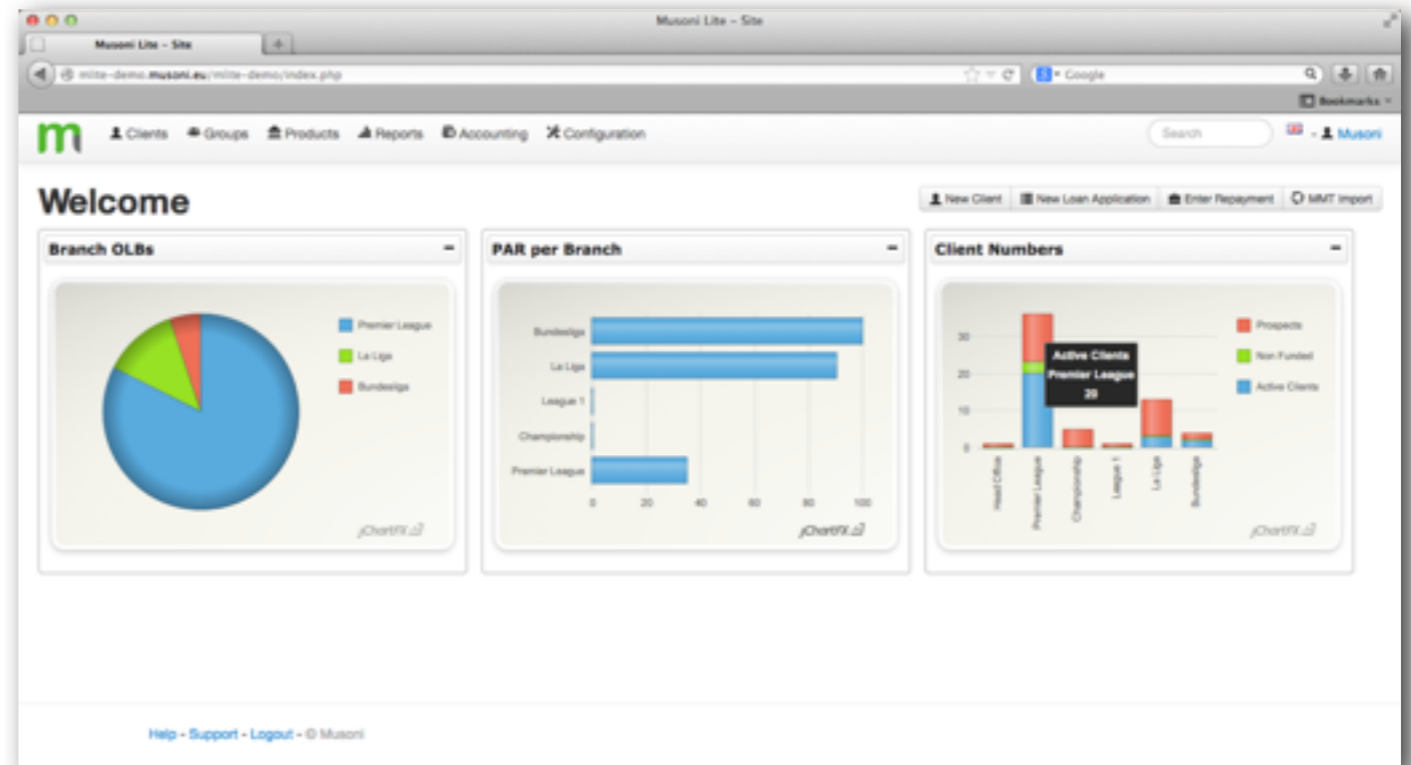 Musoni Lite – Site
Musoni Lite – Site
mlite-demo.musoni.eu/mlite-demo/index.php
Google
Bookmarks
Clients Groups Products Reports Accounting Configuration
Search
- Musoni
Welcome
New Client New Loan Application Enter Repayment MMT Import
Branch OLBs
Premier League
La Liga
Bundesliga
jChartFX
PAR per Branch
Bundesliga
La Liga
League 1
Championship
Premier League
0 20 40 60 80 100
jChartFX
Client Numbers
30
20
10
0
Active Clients
Premier League
20
Head Office
Premier League
Championship
League 1
La Liga
Bundesliga
Prospects
Non Funded
Active Clients
jChartFX
Help - Support - Logout - © Musoni